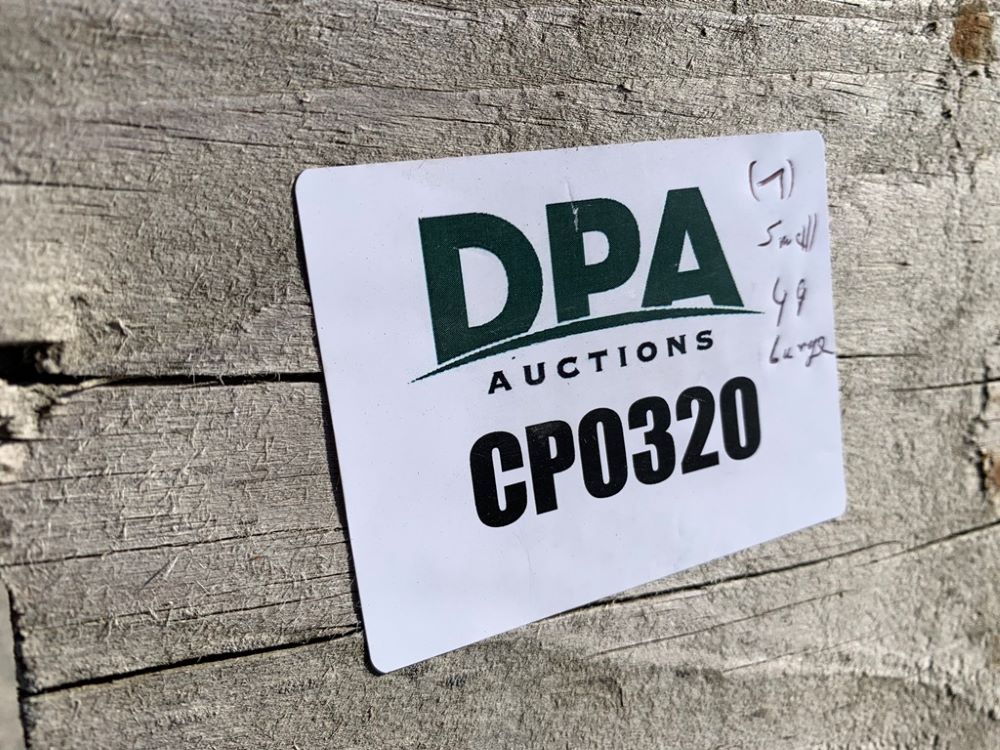 DPA
AUCTIONS
CP0320
(7)
Small
49
Large